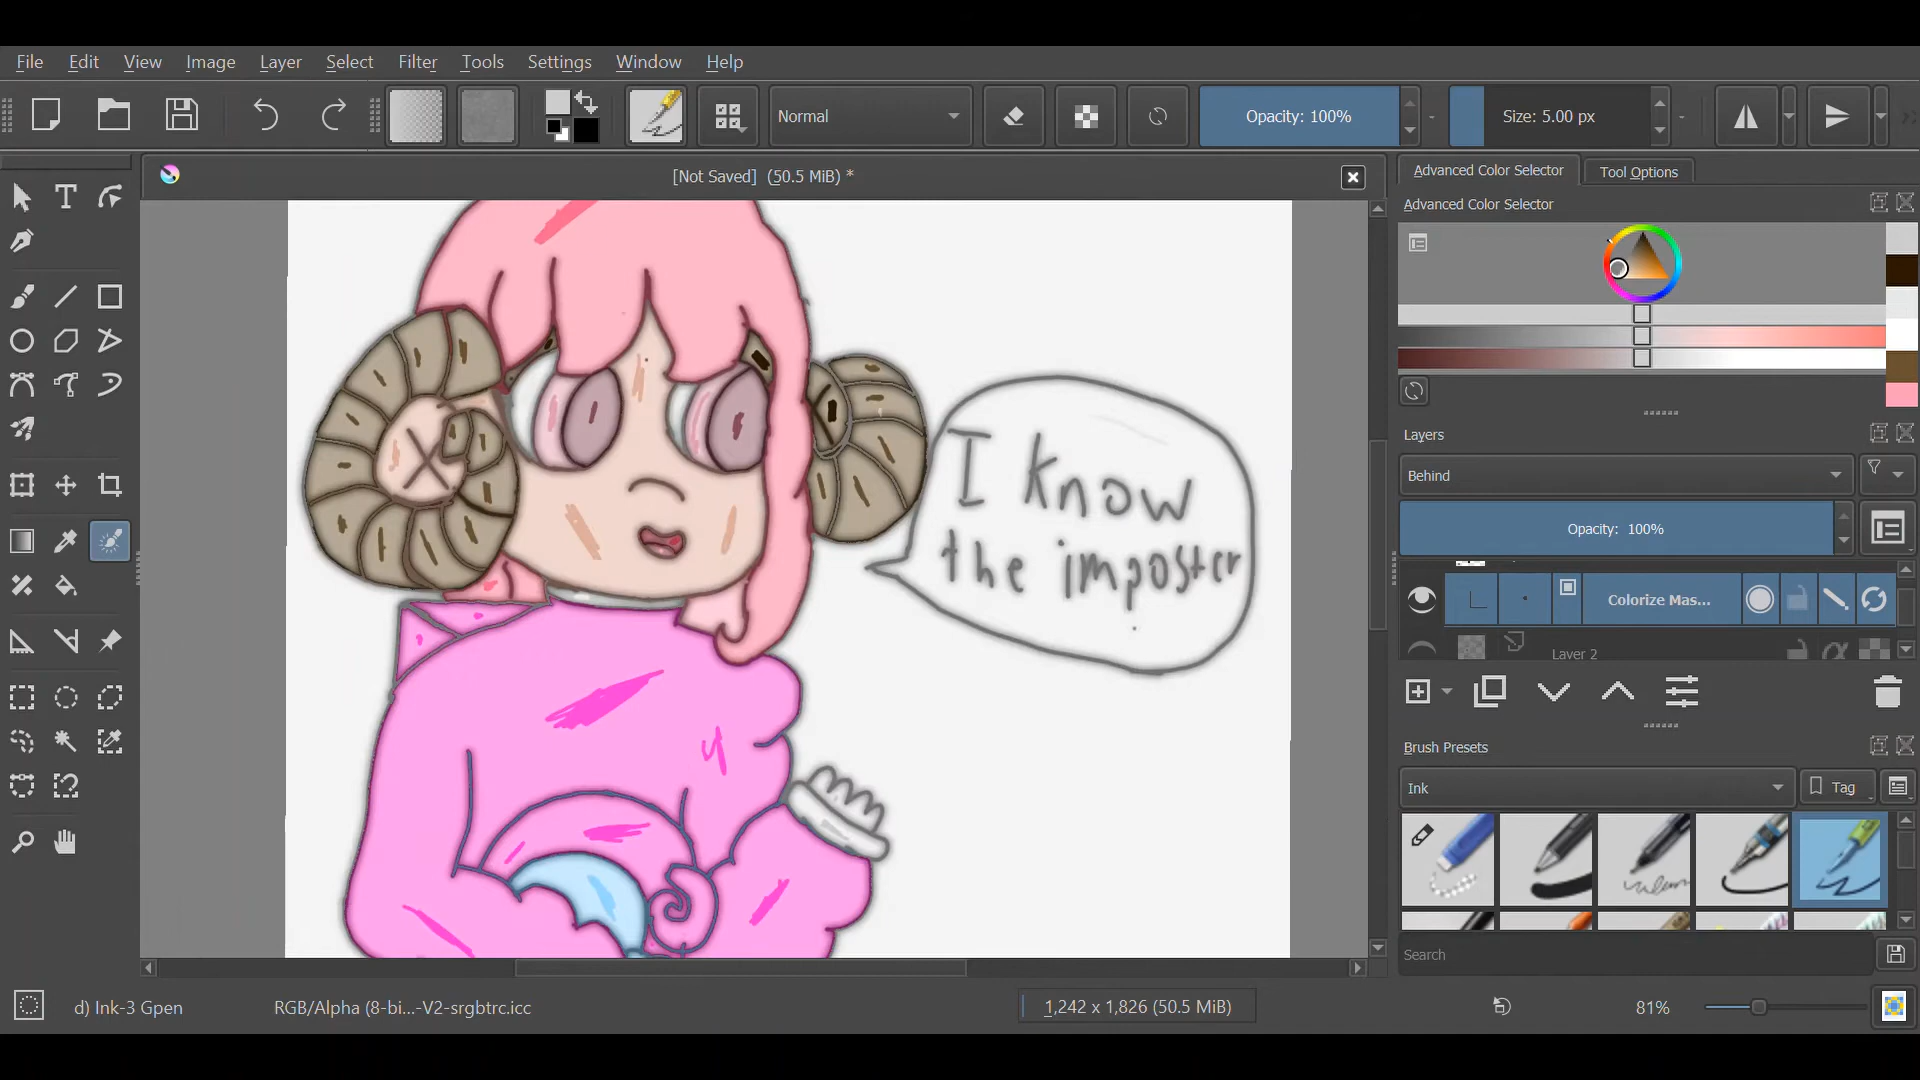 File Edit View Image Layer Select Filter Tools Settings Window Help
Normal
Opacity: 100%
Size: 5.00 px
[Not Saved] (50.5 MiB) *
Advanced Color Selector
Tool Options
Advanced Color Selector
I know
the imposter
Layers
Behind
Opacity: 100%
Colorize Mas...
Layer 2
Brush Presets
Ink
Tag
Search
d) Ink-3 Gpen
RGB/Alpha (8-bi...-V2-srgbtrc.icc
1,242 x 1,826 (50.5 MiB)
81%